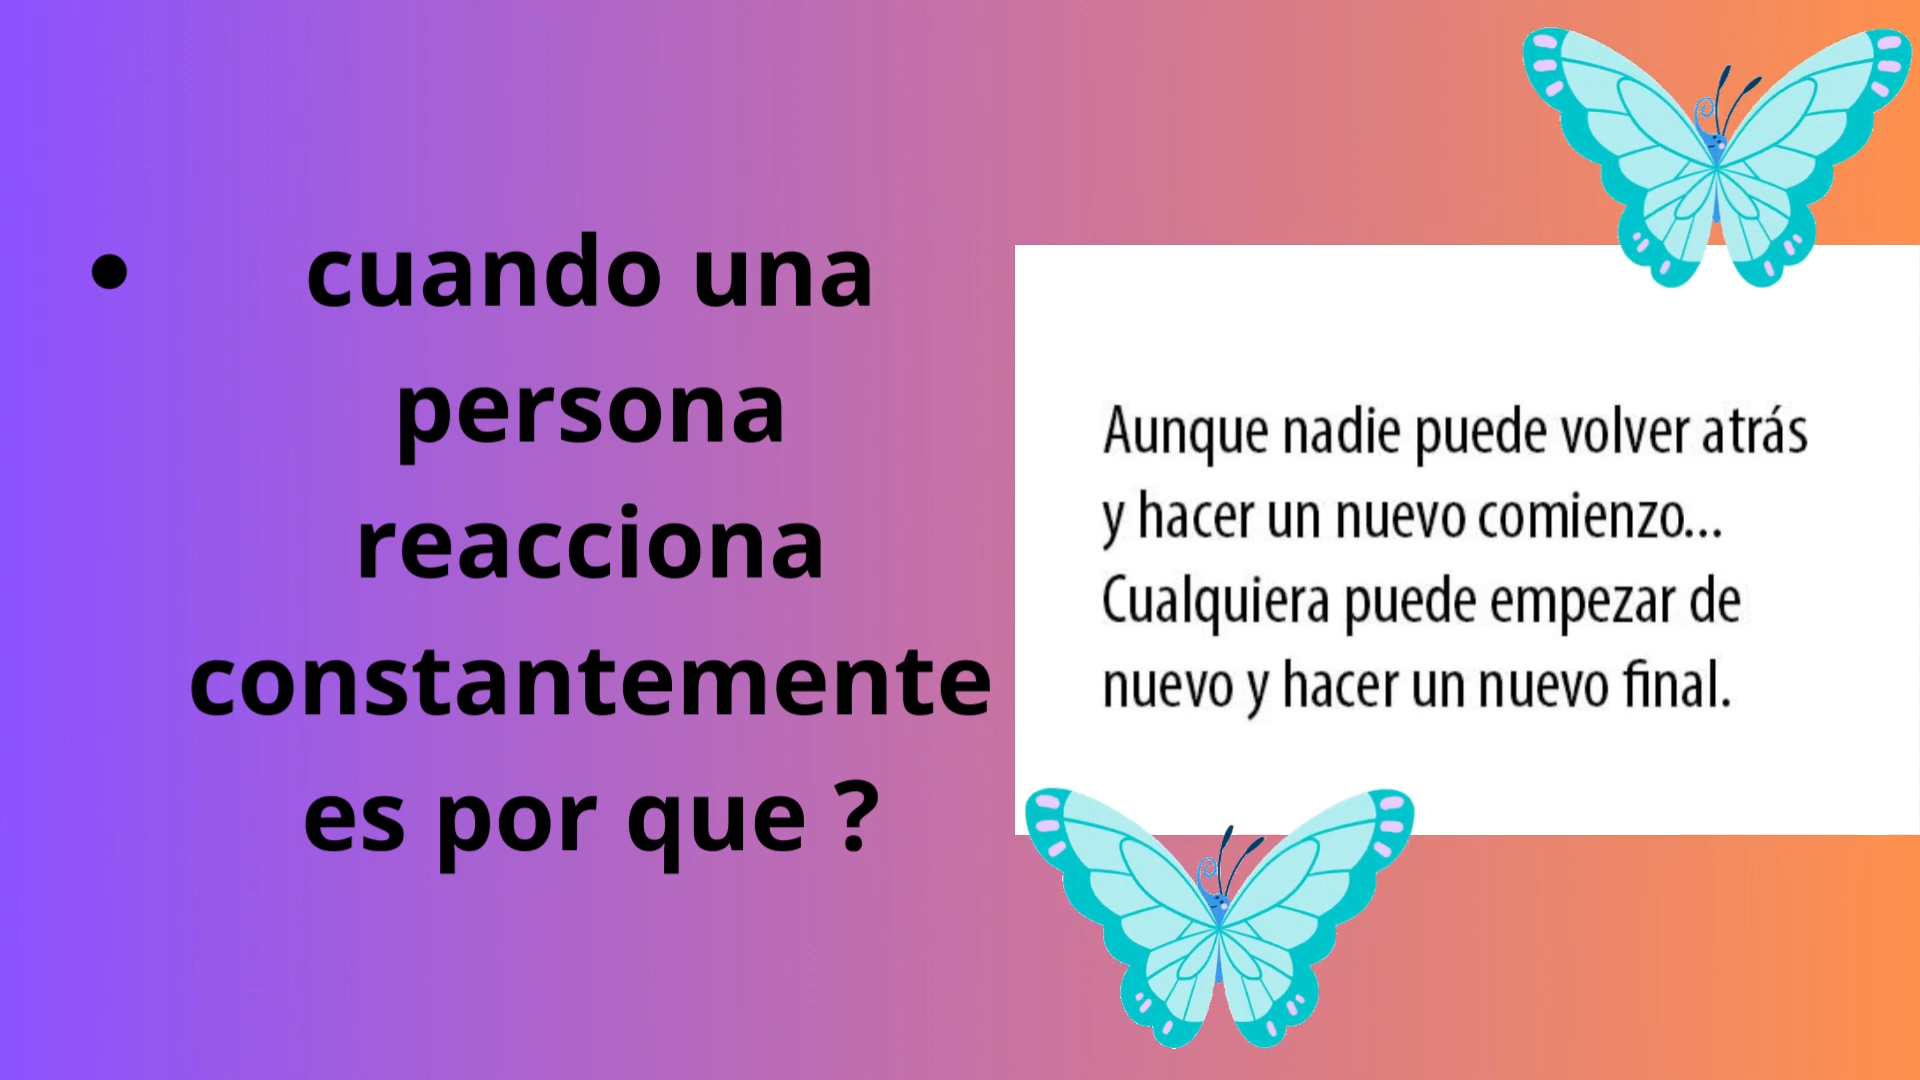 • cuando una
persona
reacciona
constantemente
es por que ?
Aunque nadie puede volver atrás
y hacer un nuevo comienzo...
Cualquiera puede empezar de
nuevo y hacer un nuevo final.